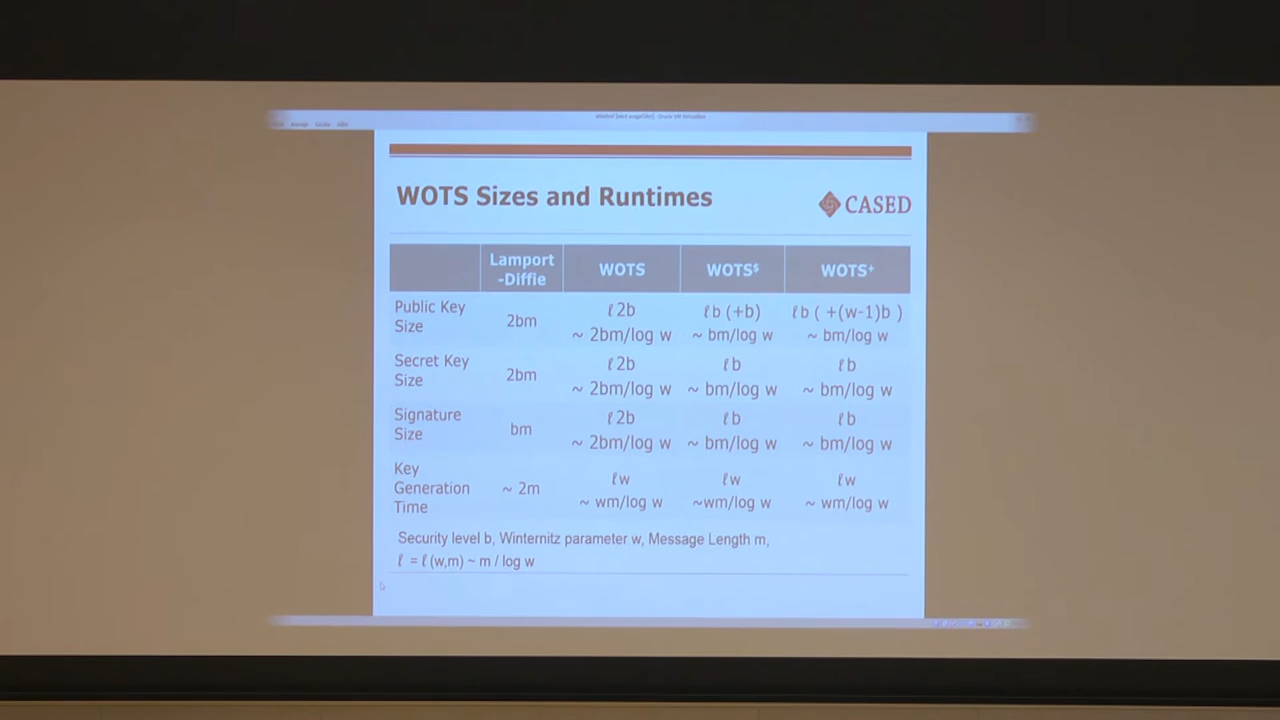 WOTS Sizes and Runtimes
CASED
Lamport
-Diffie
WOTS
WOTS$
WOTS+
Public Key
Size
2bm
ℓ 2b
~ 2bm/log w
ℓ b (+b)
~ bm/log w
ℓ b ( +(w-1)b )
~ bm/log w
Secret Key
Size
2bm
ℓ 2b
~ 2bm/log w
ℓ b
~ bm/log w
ℓ b
~ bm/log w
Signature
Size
bm
ℓ 2b
~ 2bm/log w
ℓ b
~ bm/log w
ℓ b
~ bm/log w
Key
Generation
Time
~ 2m
ℓ w
~ wm/log w
ℓ w
~wm/log w
ℓ w
~ wm/log w
Security level b, Winternitz parameter w, Message Length m,
ℓ = ℓ (w,m) ~ m / log w